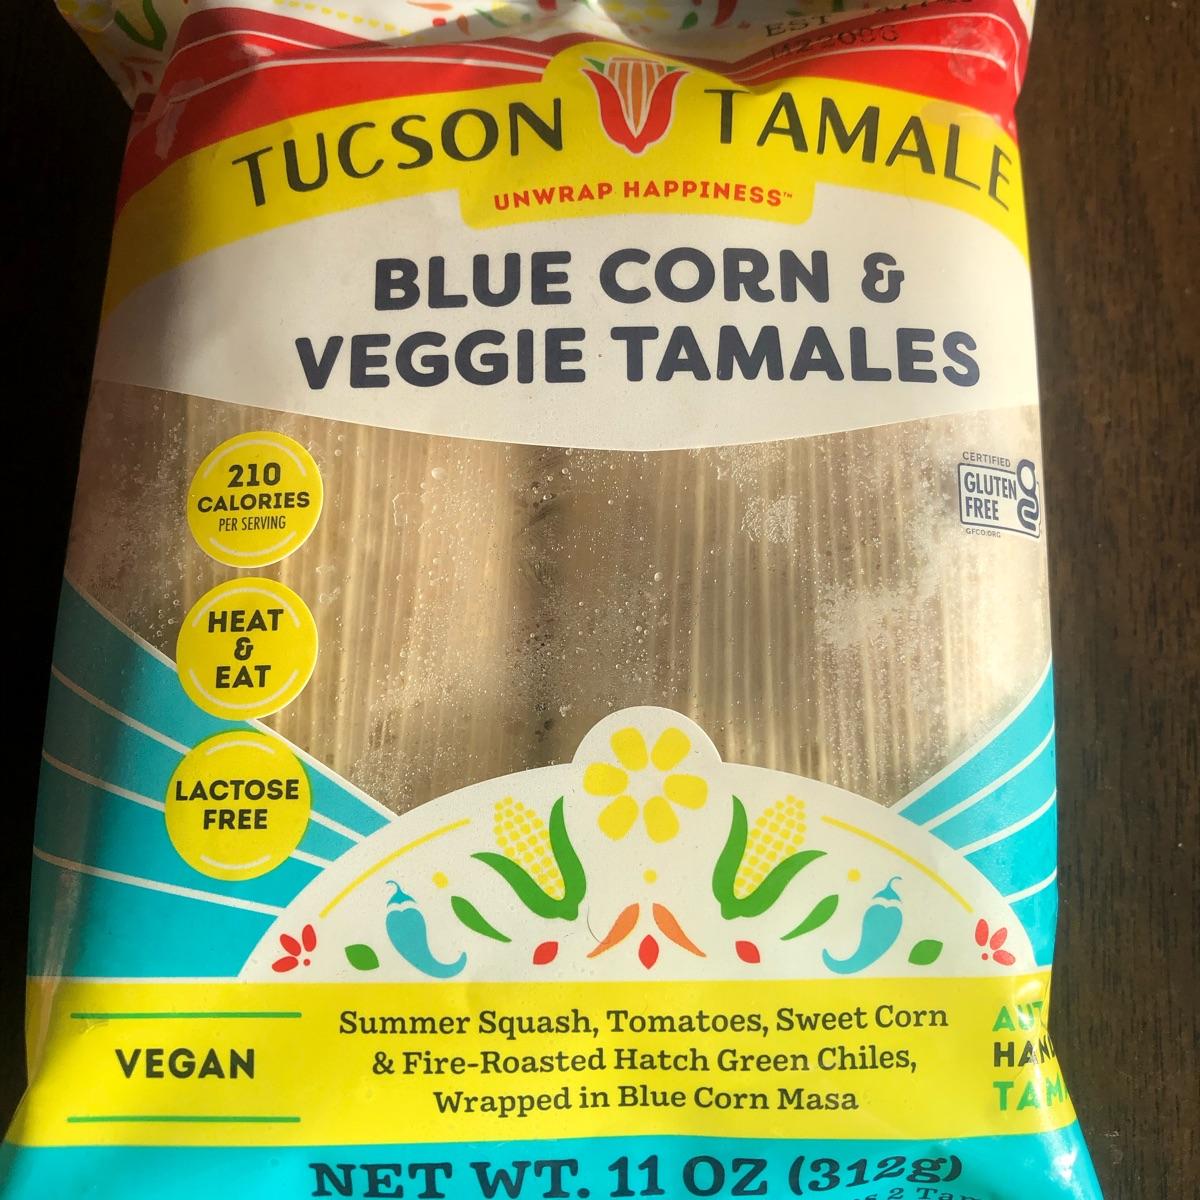 EST
M22096
TUCSON TAMALE
UNWRAP HAPPINESS™
BLUE CORN &
VEGGIE TAMALES
210
CALORIES
PER SERVING
CERTIFIED
GLUTEN
FREE
GFCO.ORG
HEAT
&
EAT
LACTOSE
FREE
VEGAN
Summer Squash, Tomatoes, Sweet Corn
& Fire-Roasted Hatch Green Chiles,
Wrapped in Blue Corn Masa
NET WT. 11 OZ (312g)